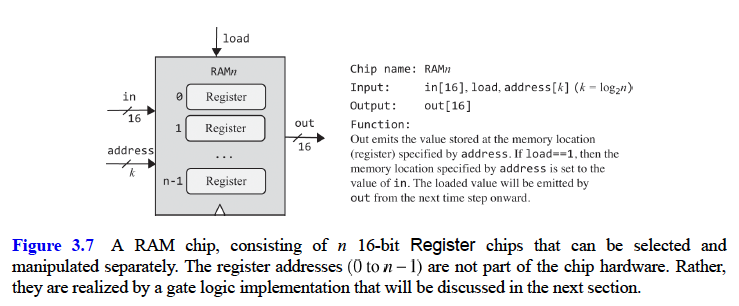 load
RAMn
in
16
0
Register
1
Register
address
k
...
n-1
Register
out
16
Chip name: RAMn
Input: in[16], load, address[k] (k = log₂n)
Output: out[16]
Function:
Out emits the value stored at the memory location
(register) specified by address. If load==1, then the
memory location specified by address is set to the
value of in. The loaded value will be emitted by
out from the next time step onward.
Figure 3.7 A RAM chip, consisting of n 16-bit Register chips that can be selected and
manipulated separately. The register addresses (0 to n – 1) are not part of the chip hardware. Rather,
they are realized by a gate logic implementation that will be discussed in the next section.